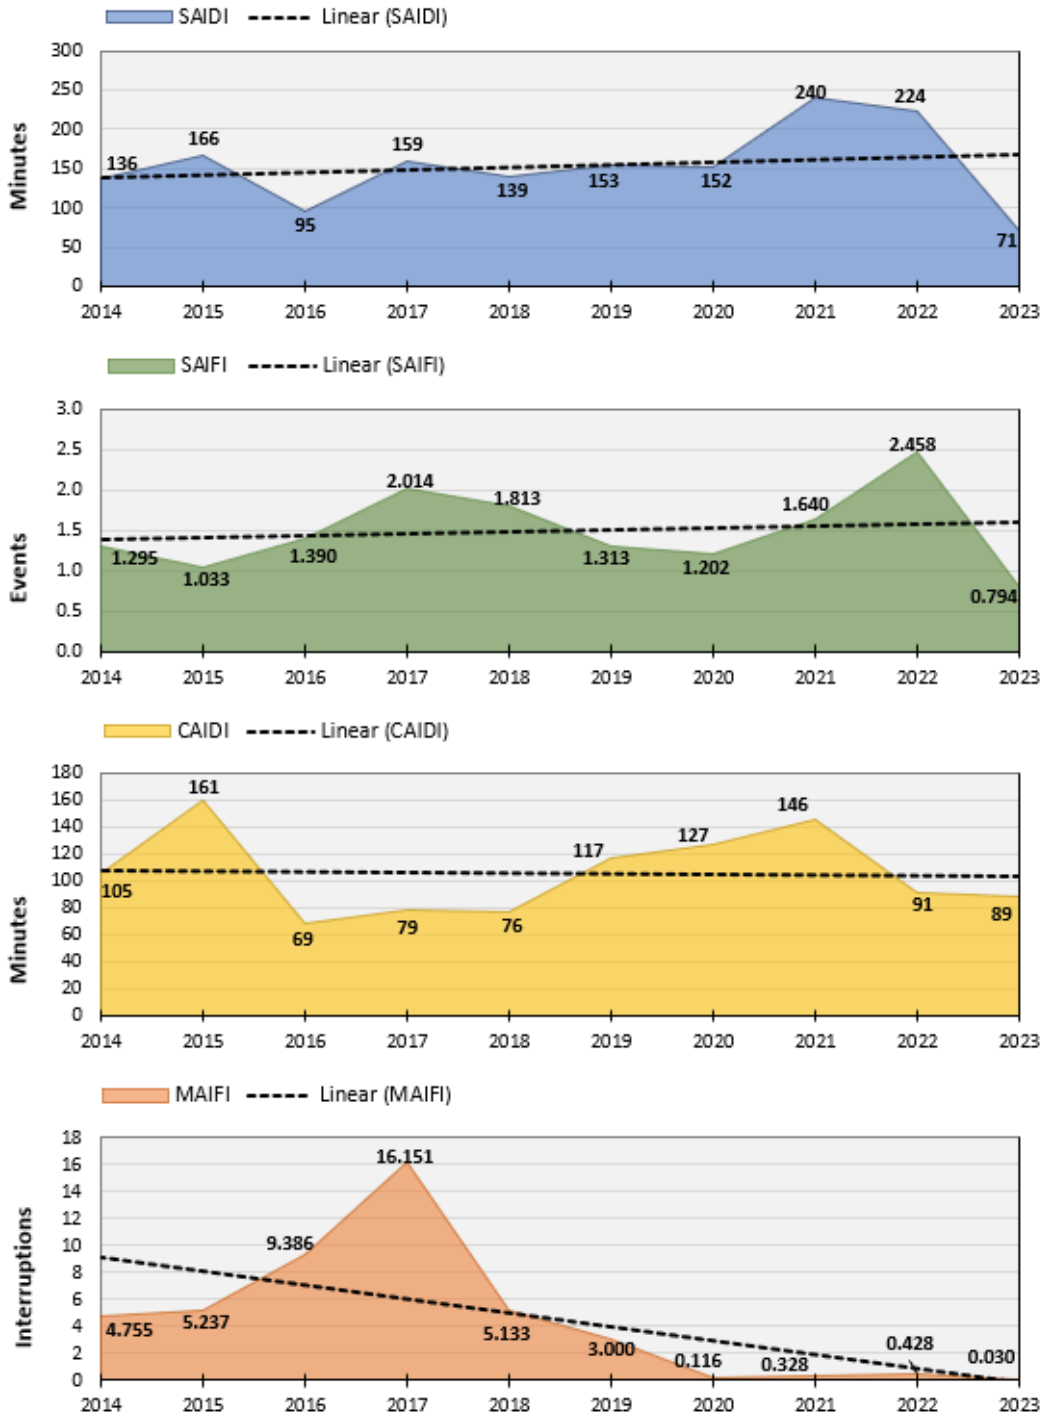 SAIDI Linear (SAIDI)
300
250
200
150
100
50
0
Minutes
136 166 95 159 139 153 152 240 224 71
2014 2015 2016 2017 2018 2019 2020 2021 2022 2023
SAIFI Linear (SAIFI)
3.0
2.5
2.0
1.5
1.0
0.5
0.0
Events
1.295 1.033 1.390 2.014 1.813 1.313 1.202 1.640 2.458 0.794
2014 2015 2016 2017 2018 2019 2020 2021 2022 2023
CAIDI Linear (CAIDI)
180
160
140
120
100
80
60
40
20
0
Minutes
105 161 69 79 76 117 127 146 91 89
2014 2015 2016 2017 2018 2019 2020 2021 2022 2023
MAIFI Linear (MAIFI)
18
16
14
12
10
8
6
4
2
0
Interruptions
4.755 5.237 9.386 16.151 5.133 3.000 0.116 0.328 0.428 0.030
2014 2015 2016 2017 2018 2019 2020 2021 2022 2023